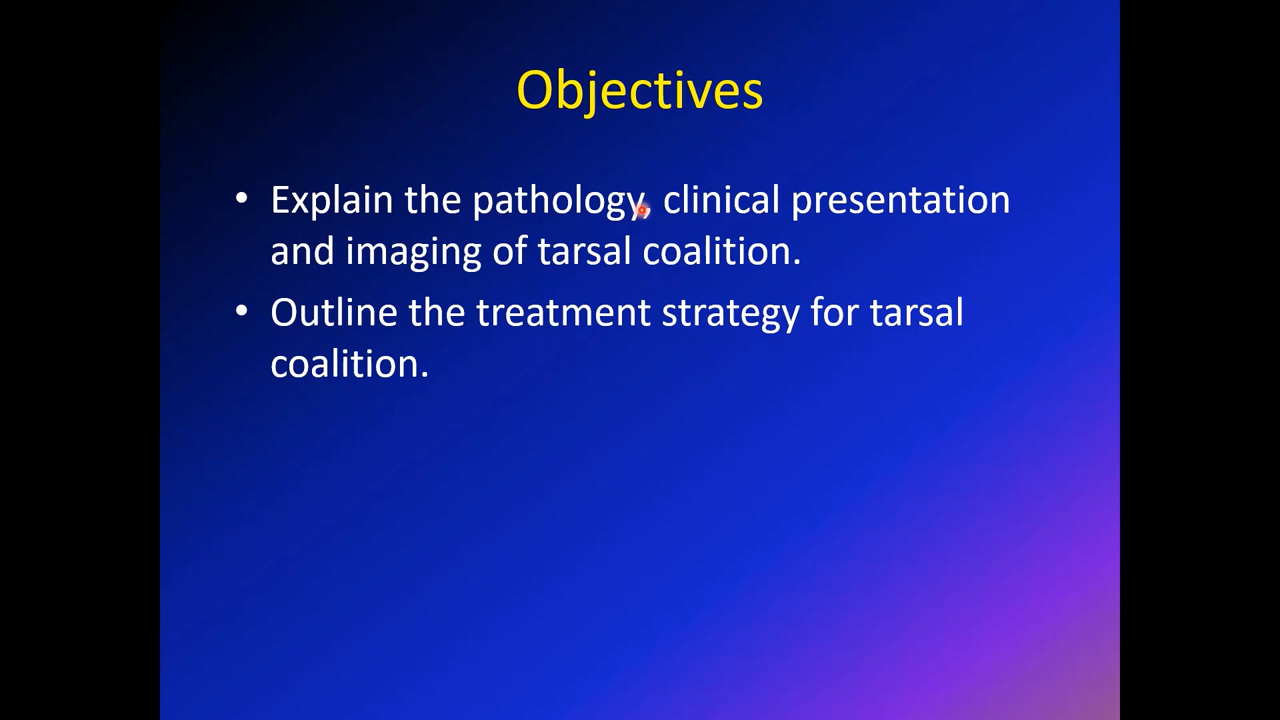 Objectives
• Explain the pathology, clinical presentation
and imaging of tarsal coalition.
• Outline the treatment strategy for tarsal
coalition.